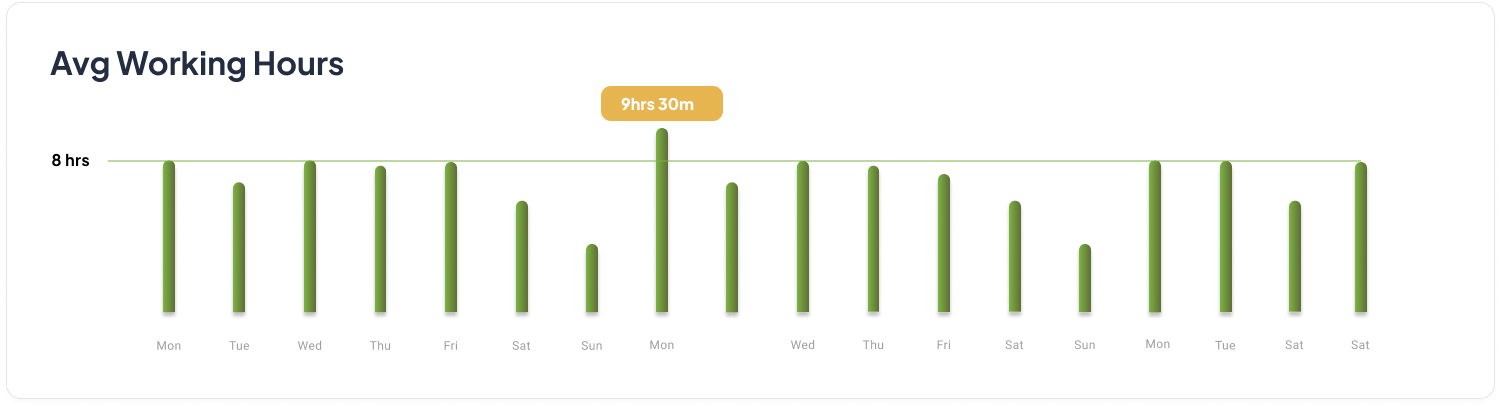 Avg Working Hours
9hrs 30m
8 hrs
Mon Tue Wed Thu Fri Sat Sun Mon Wed Thu Fri Sat Sun Mon Tue Sat Sat